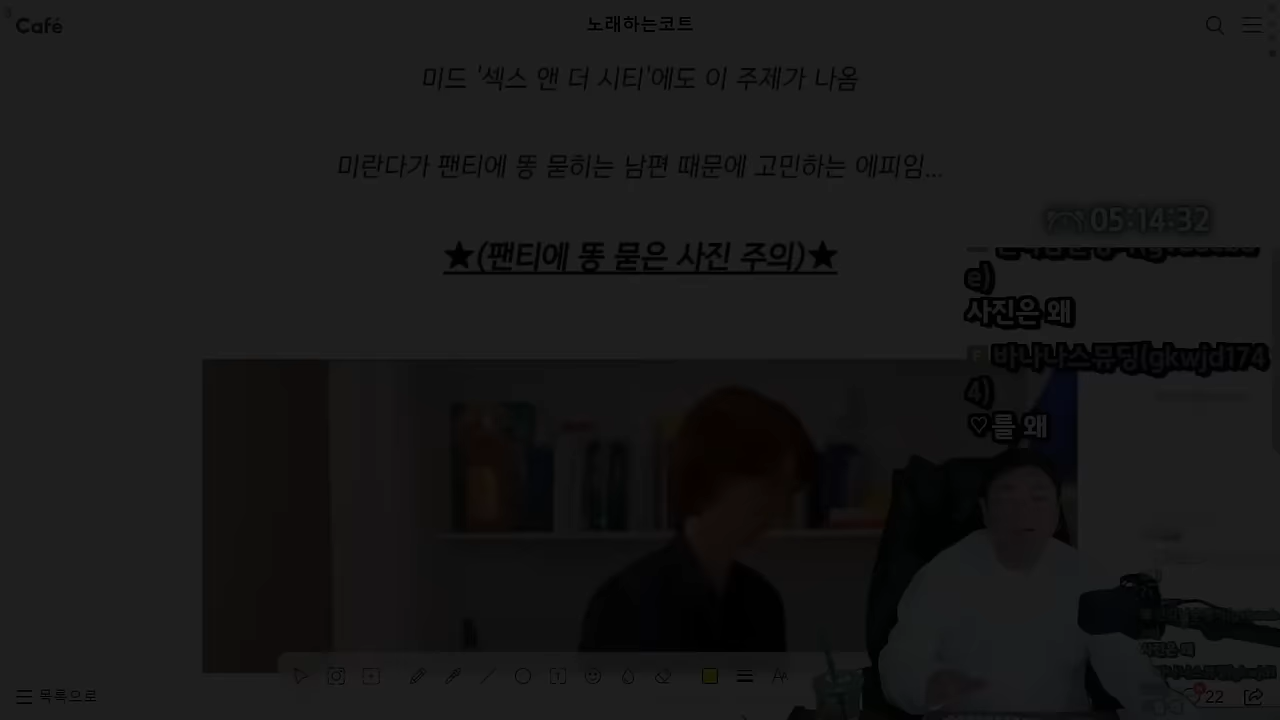 Café
노래하는코트
미드 '섹스 앤 더 시티'에도 이 주제가 나옴
미란다가 팬티에 똥 묻히는 남편 때문에 고민하는 에피임...
★(팬티에 똥 묻은 사진 주의)★
05:14:32
e)
사진은 왜
F 바나나스뮤딩(gkwjd174
4)
♡를 왜
사진은 왜
목록으로
22